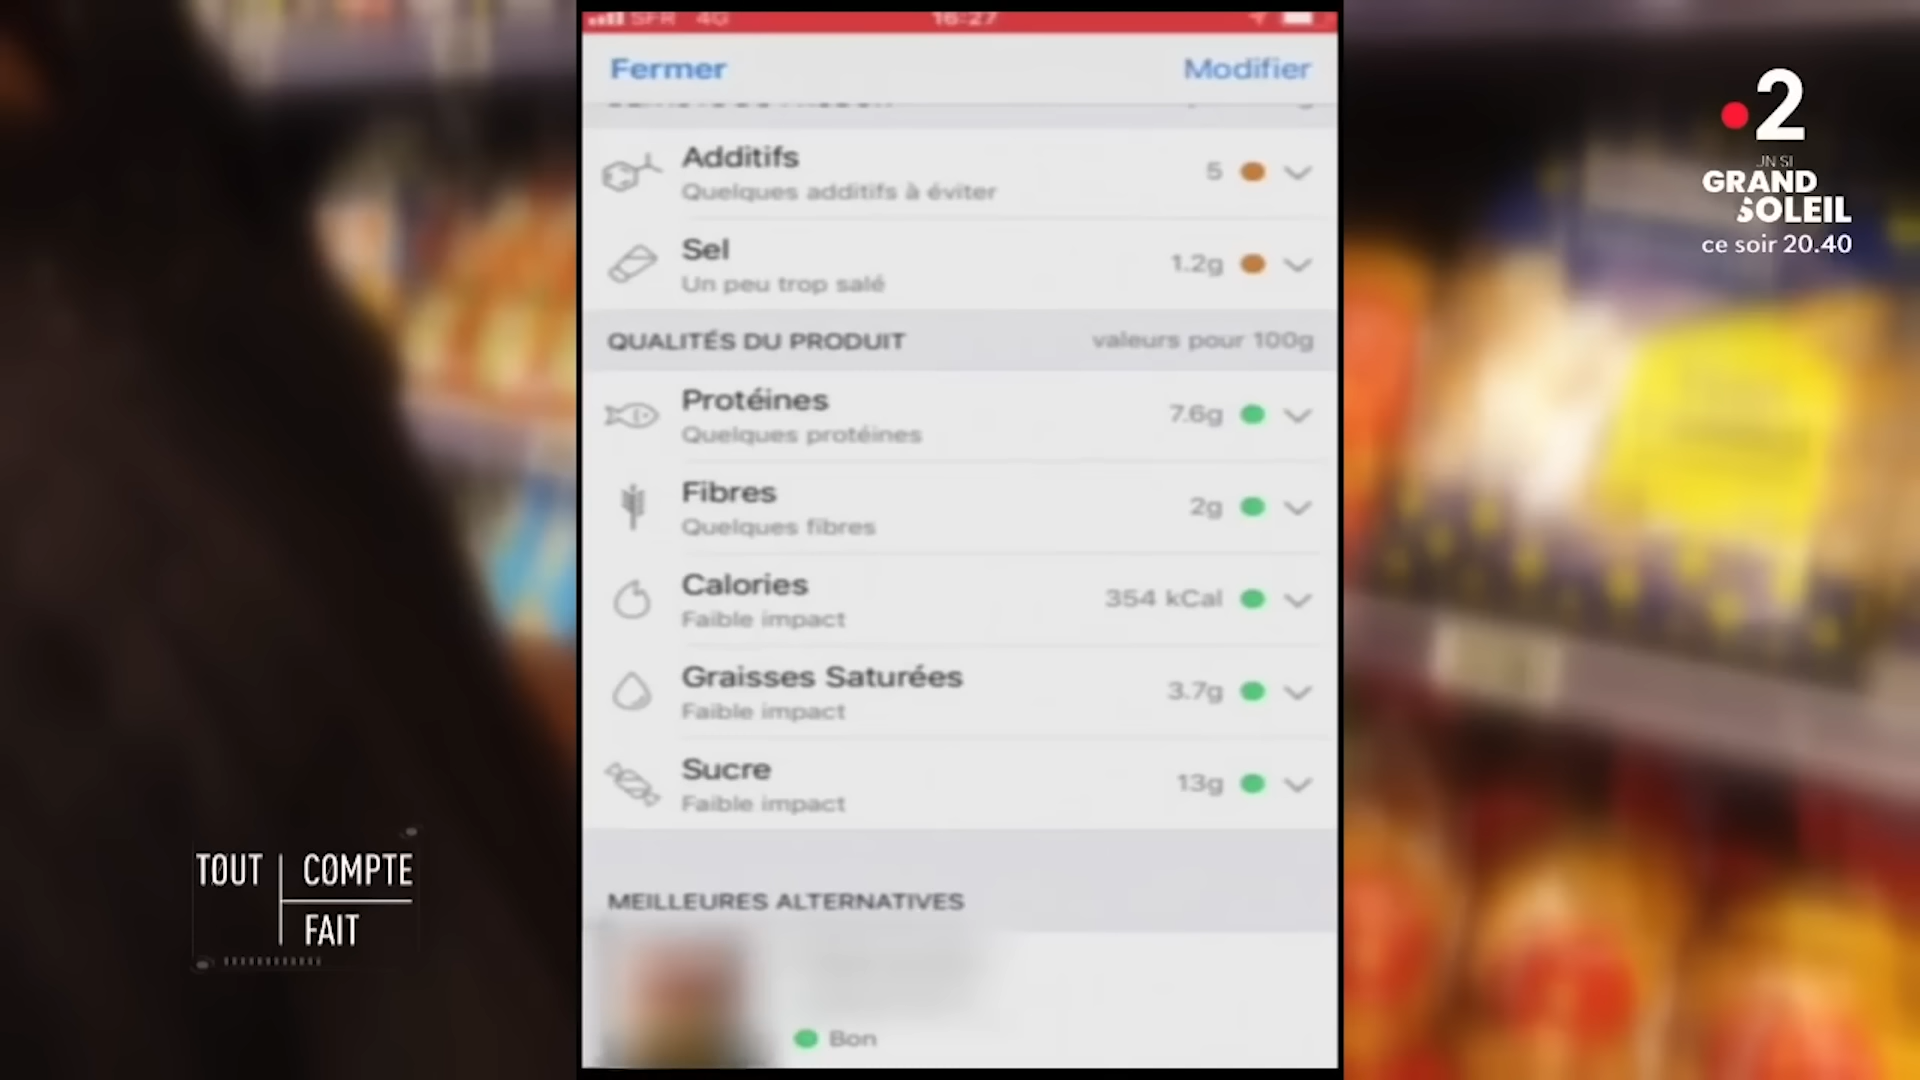 SFR 4G 16:27
Fermer Modifier
Additifs
Quelques additifs à éviter
5
Sel
Un peu trop salé
1.2g
QUALITÉS DU PRODUIT valeurs pour 100g
Protéines
Quelques protéines
7.6g
Fibres
Quelques fibres
2g
Calories
Faible impact
354 kCal
Graisses Saturées
Faible impact
3.7g
Sucre
Faible impact
13g
MEILLEURES ALTERNATIVES
Bon
2
UN SI
GRAND
SOLEIL
ce soir 20.40
TOUT COMPTE
FAIT